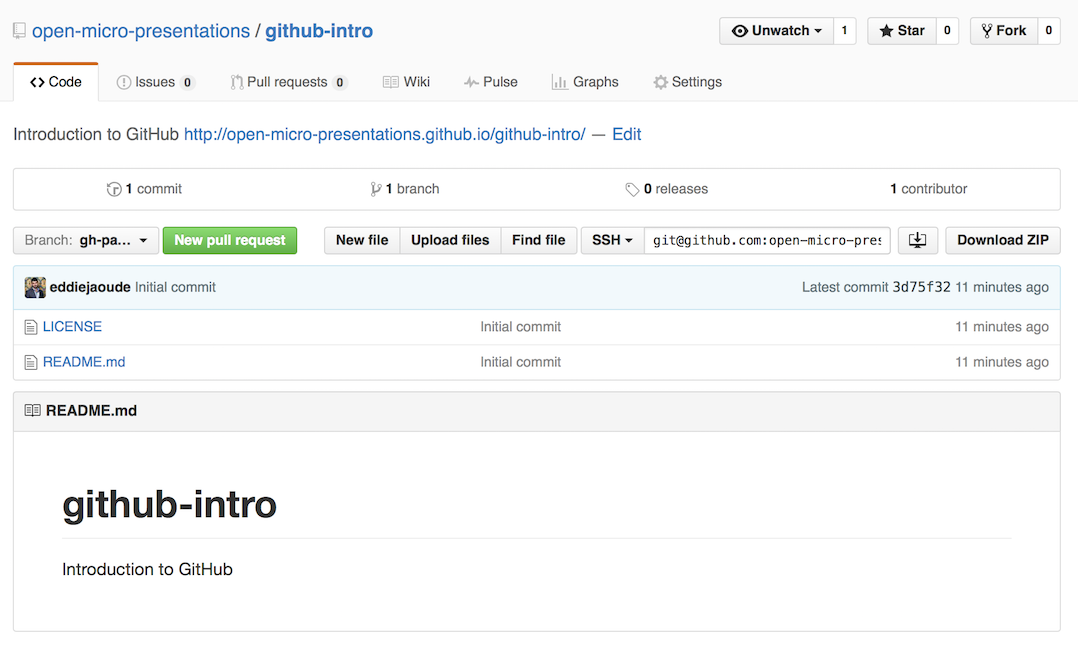 open-micro-presentations / github-intro
Unwatch 1 Star 0 Fork 0
Code Issues 0 Pull requests 0 Wiki Pulse Graphs Settings
Introduction to GitHub http://open-micro-presentations.github.io/github-intro/ — Edit
1 commit 1 branch 0 releases 1 contributor
Branch: gh-pa... New pull request New file Upload files Find file SSH git@github.com:open-micro-pres Download ZIP
eddiejaoude Initial commit Latest commit 3d75f32 11 minutes ago
LICENSE Initial commit 11 minutes ago
README.md Initial commit 11 minutes ago
README.md
github-intro
Introduction to GitHub